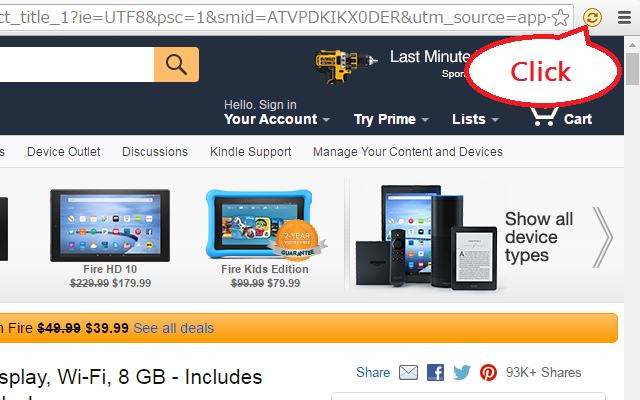 ct_title_1?ie=UTF8&psc=1&smid=ATVPDKIKX0DER&utm_source=app-
Last Minute
Spon
Click
Hello. Sign in
Your Account
Try Prime
Lists
Cart
s
Device Outlet
Discussions
Kindle Support
Manage Your Content and Devices
2-YEAR
WORRY-FREE
GUARANTEE
Show all
device
types
Fire HD 10
$229.99 $179.99
Fire Kids Edition
$99.99 $79.99
n Fire $49.99 $39.99 See all deals
splay, Wi-Fi, 8 GB - Includes
Share
93K+ Shares